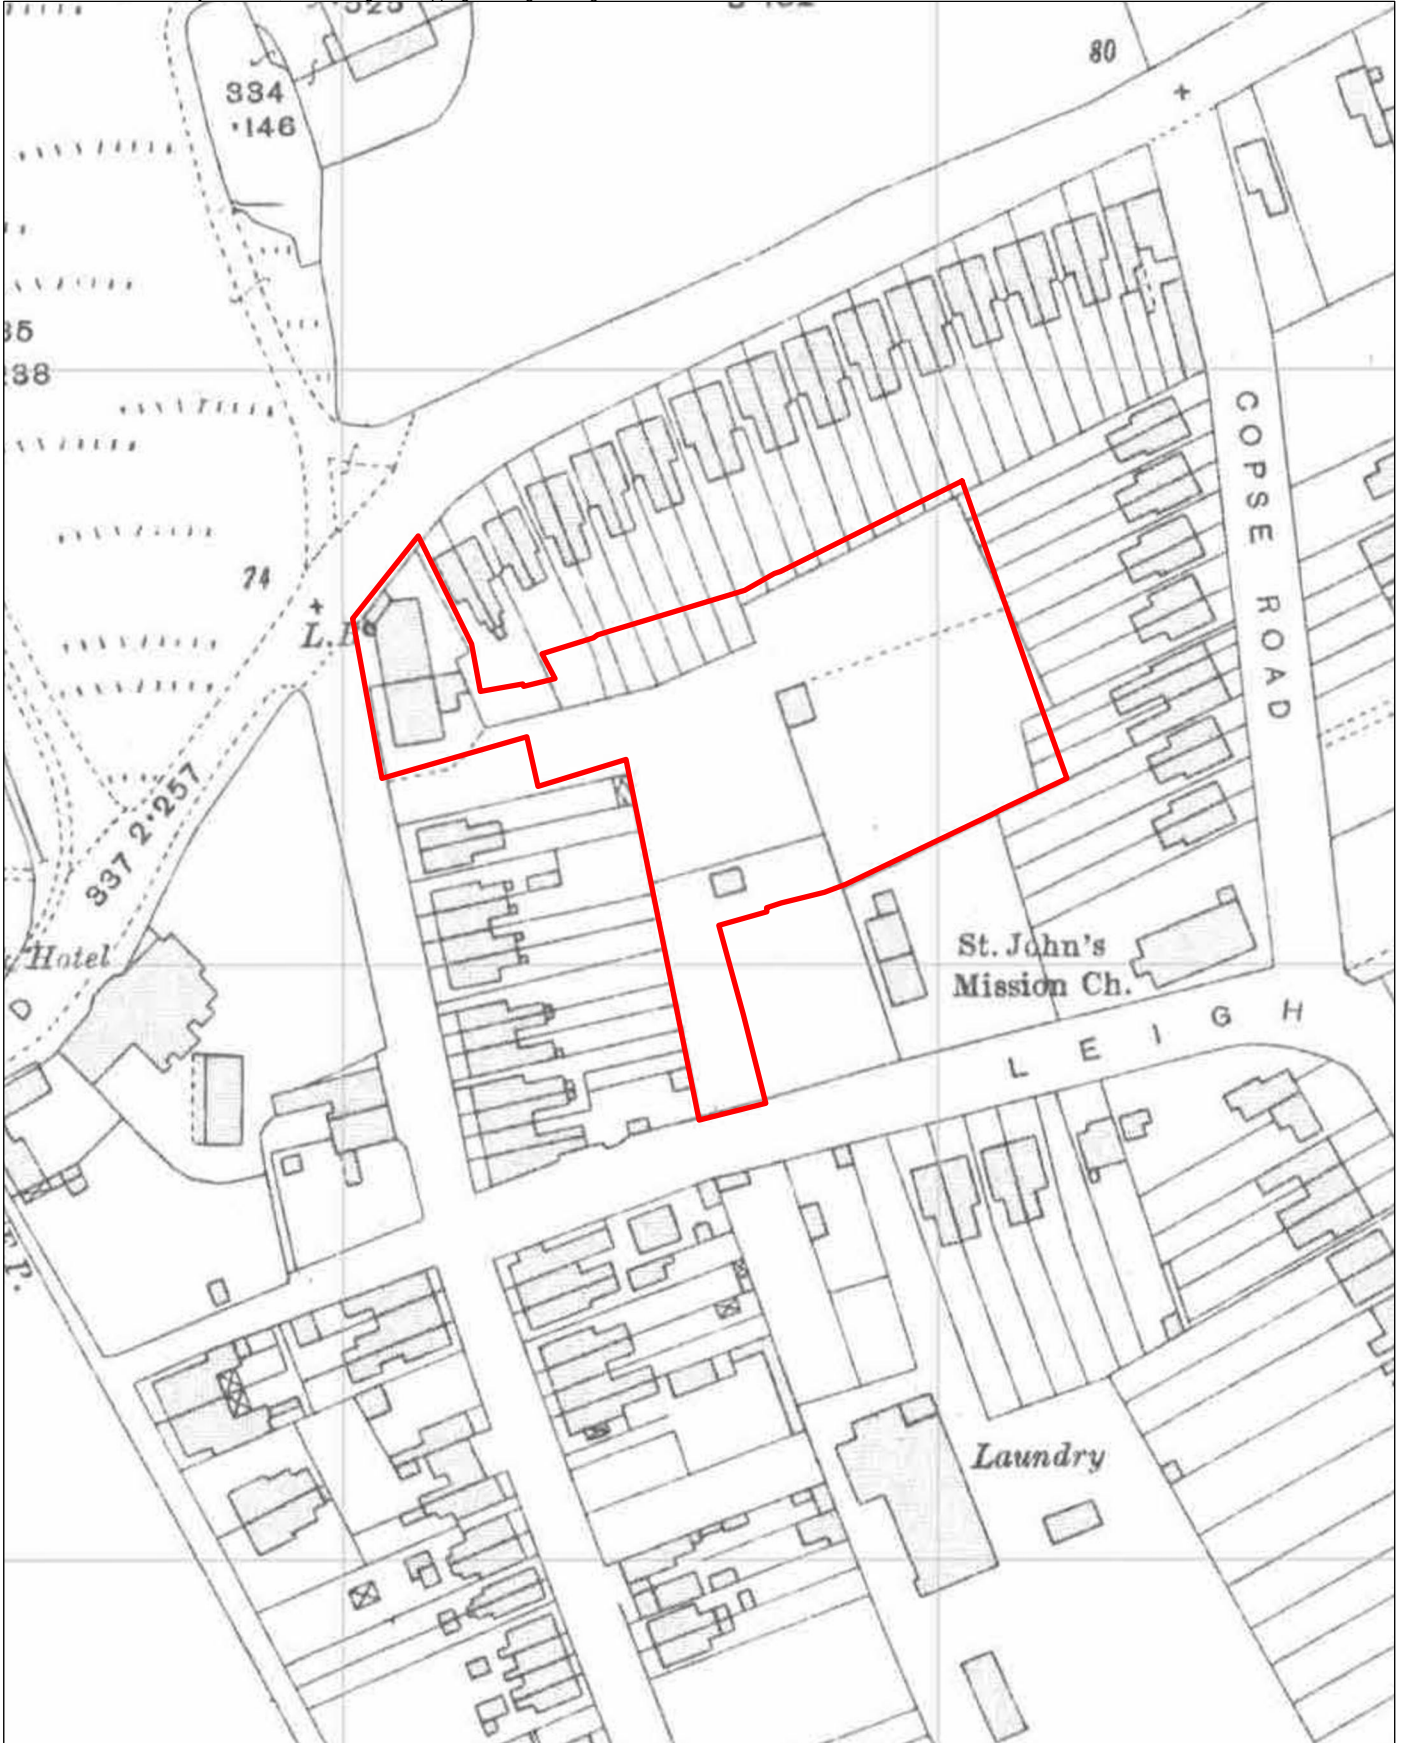 80
334
·146
COPSE ROAD
74
L.B
337 2·257
Hotel
St. John's
Mission Ch.
D
LEIGH
Laundry